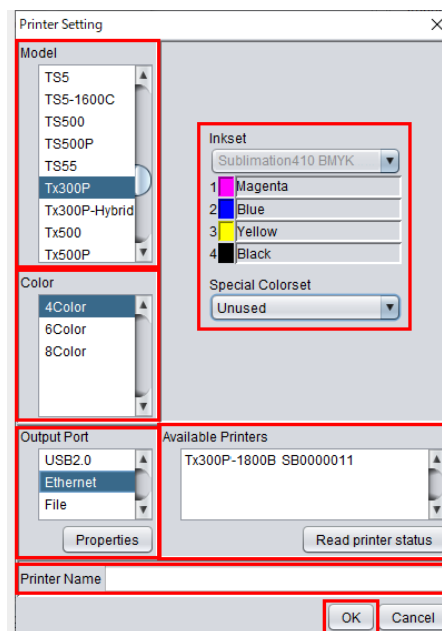 Printer Setting
Model
TS5
TS5-1600C
TS500
TS500P
TS55
Tx300P
Tx300P-Hybrid
Tx500
Tx500P
Inkset
Sublimation410 BMYK
1 Magenta
2 Blue
3 Yellow
4 Black
Special Colorset
Unused
Color
4Color
6Color
8Color
Output Port
USB2.0
Ethernet
File
Properties
Available Printers
Tx300P-1800B SB0000011
Read printer status
Printer Name
OK
Cancel